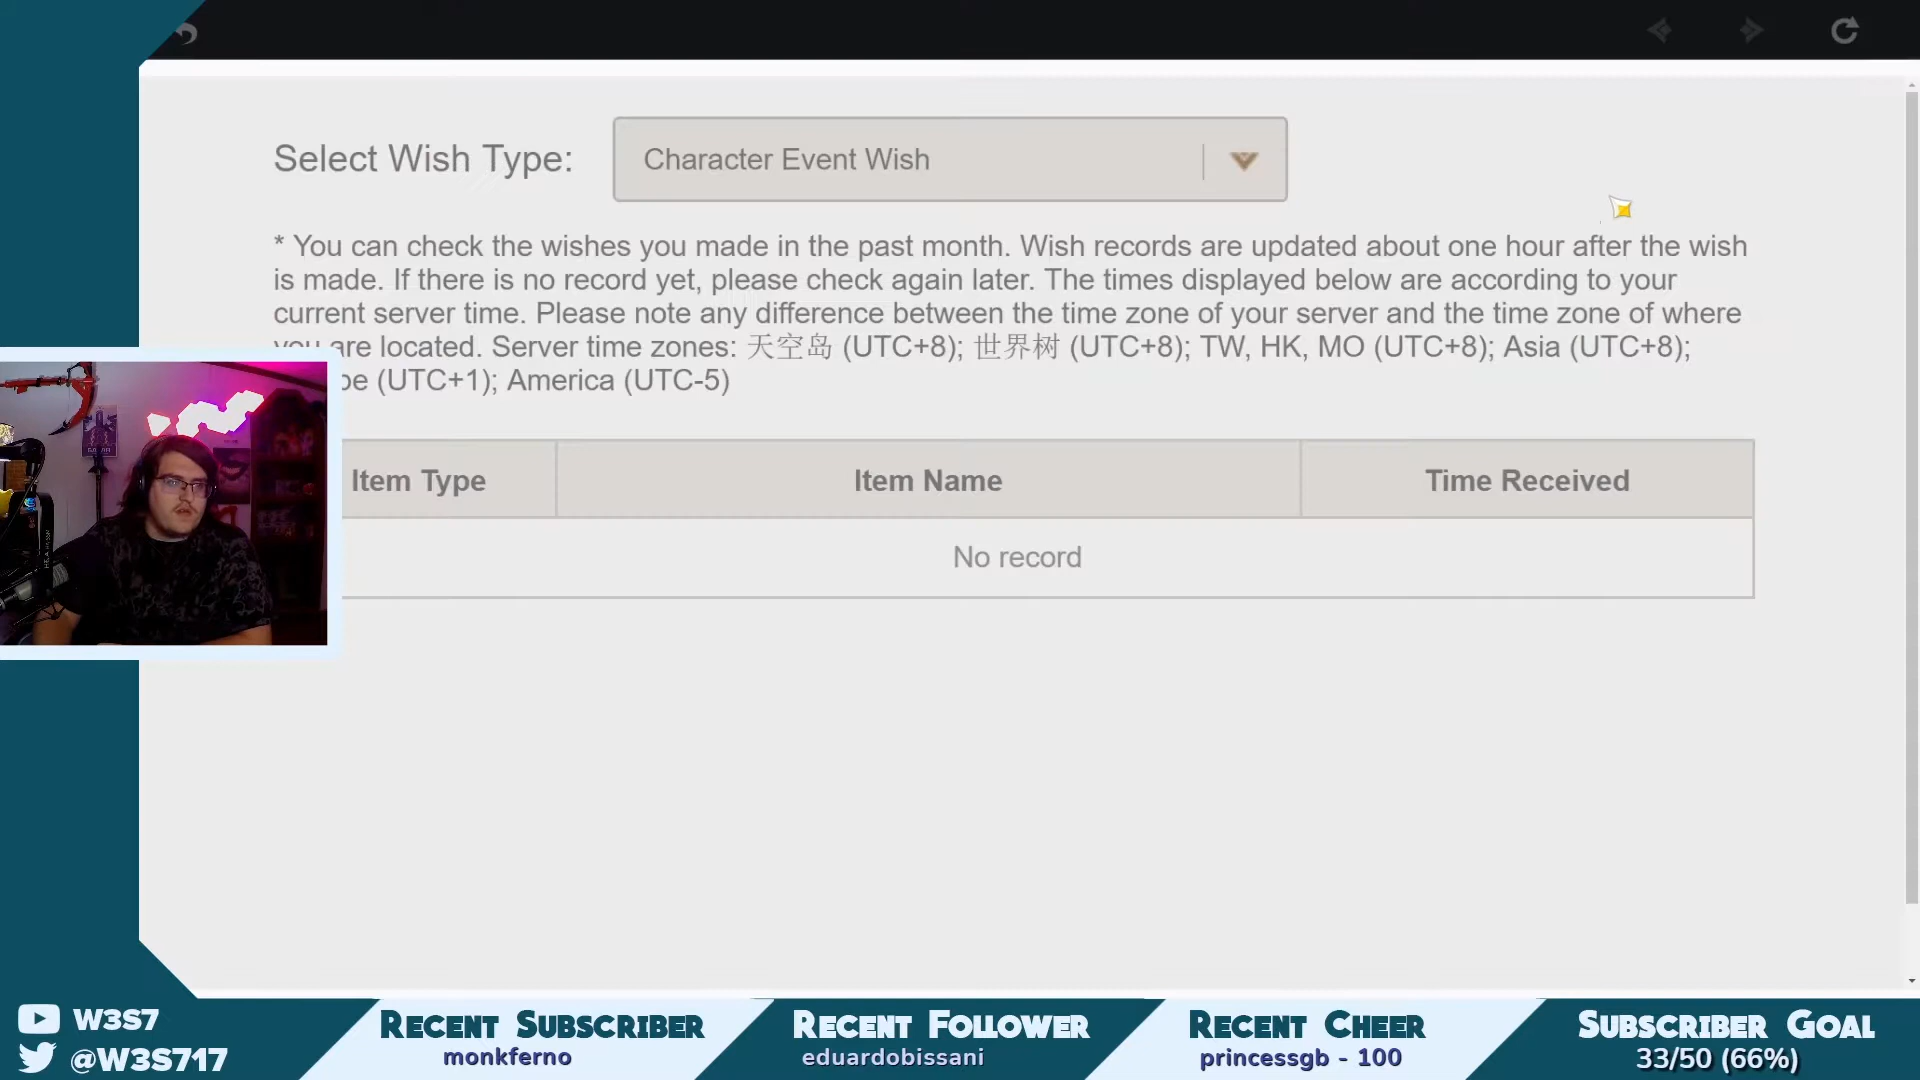 Select Wish Type:
Character Event Wish
* You can check the wishes you made in the past month. Wish records are updated about one hour after the wish
is made. If there is no record yet, please check again later. The times displayed below are according to your
current server time. Please note any difference between the time zone of your server and the time zone of where
you are located. Server time zones: 天空岛 (UTC+8); 世界树 (UTC+8); TW, HK, MO (UTC+8); Asia (UTC+8);
pe (UTC+1); America (UTC-5)
Item Type
Item Name
Time Received
No record
W3S7
@W3S717
Recent Subscriber
monkferno
Recent Follower
eduardobissani
Recent Cheer
princessgb - 100
Subscriber Goal
33/50 (66%)